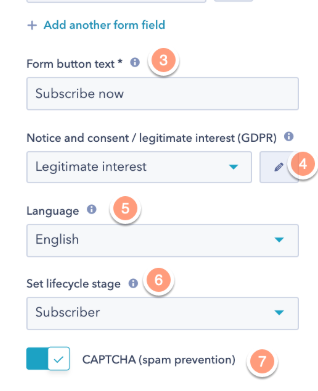 + Add another form field
Form button text * i 3
Subscribe now
Notice and consent / legitimate interest (GDPR) i
Legitimate interest 4
Language i 5
English
Set lifecycle stage i 6
Subscriber
CAPTCHA (spam prevention) 7